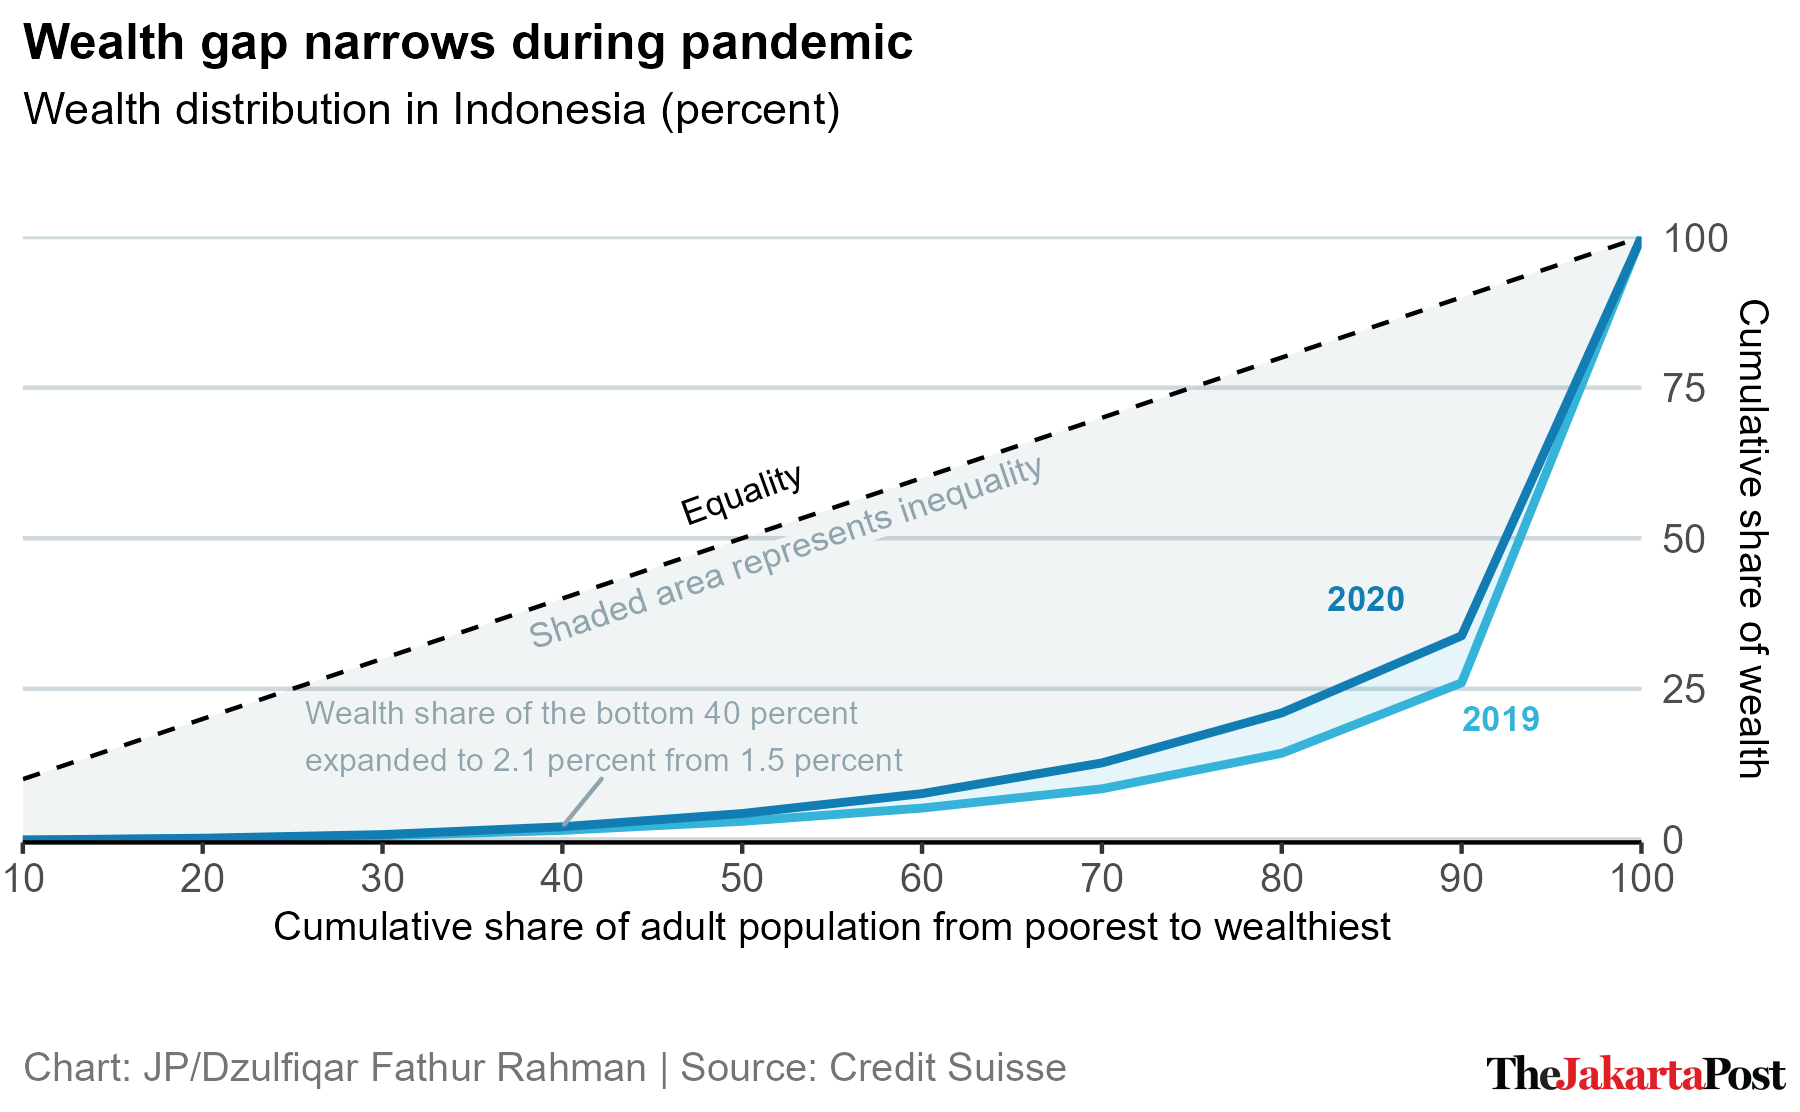 Wealth gap narrows during pandemic
Wealth distribution in Indonesia (percent)
100
75
50
25
0
Cumulative share of wealth
Equality
Shaded area represents inequality
2020
2019
Wealth share of the bottom 40 percent
expanded to 2.1 percent from 1.5 percent
10 20 30 40 50 60 70 80 90 100
Cumulative share of adult population from poorest to wealthiest
Chart: JP/Dzulfiqar Fathur Rahman | Source: Credit Suisse
TheJakartaPost